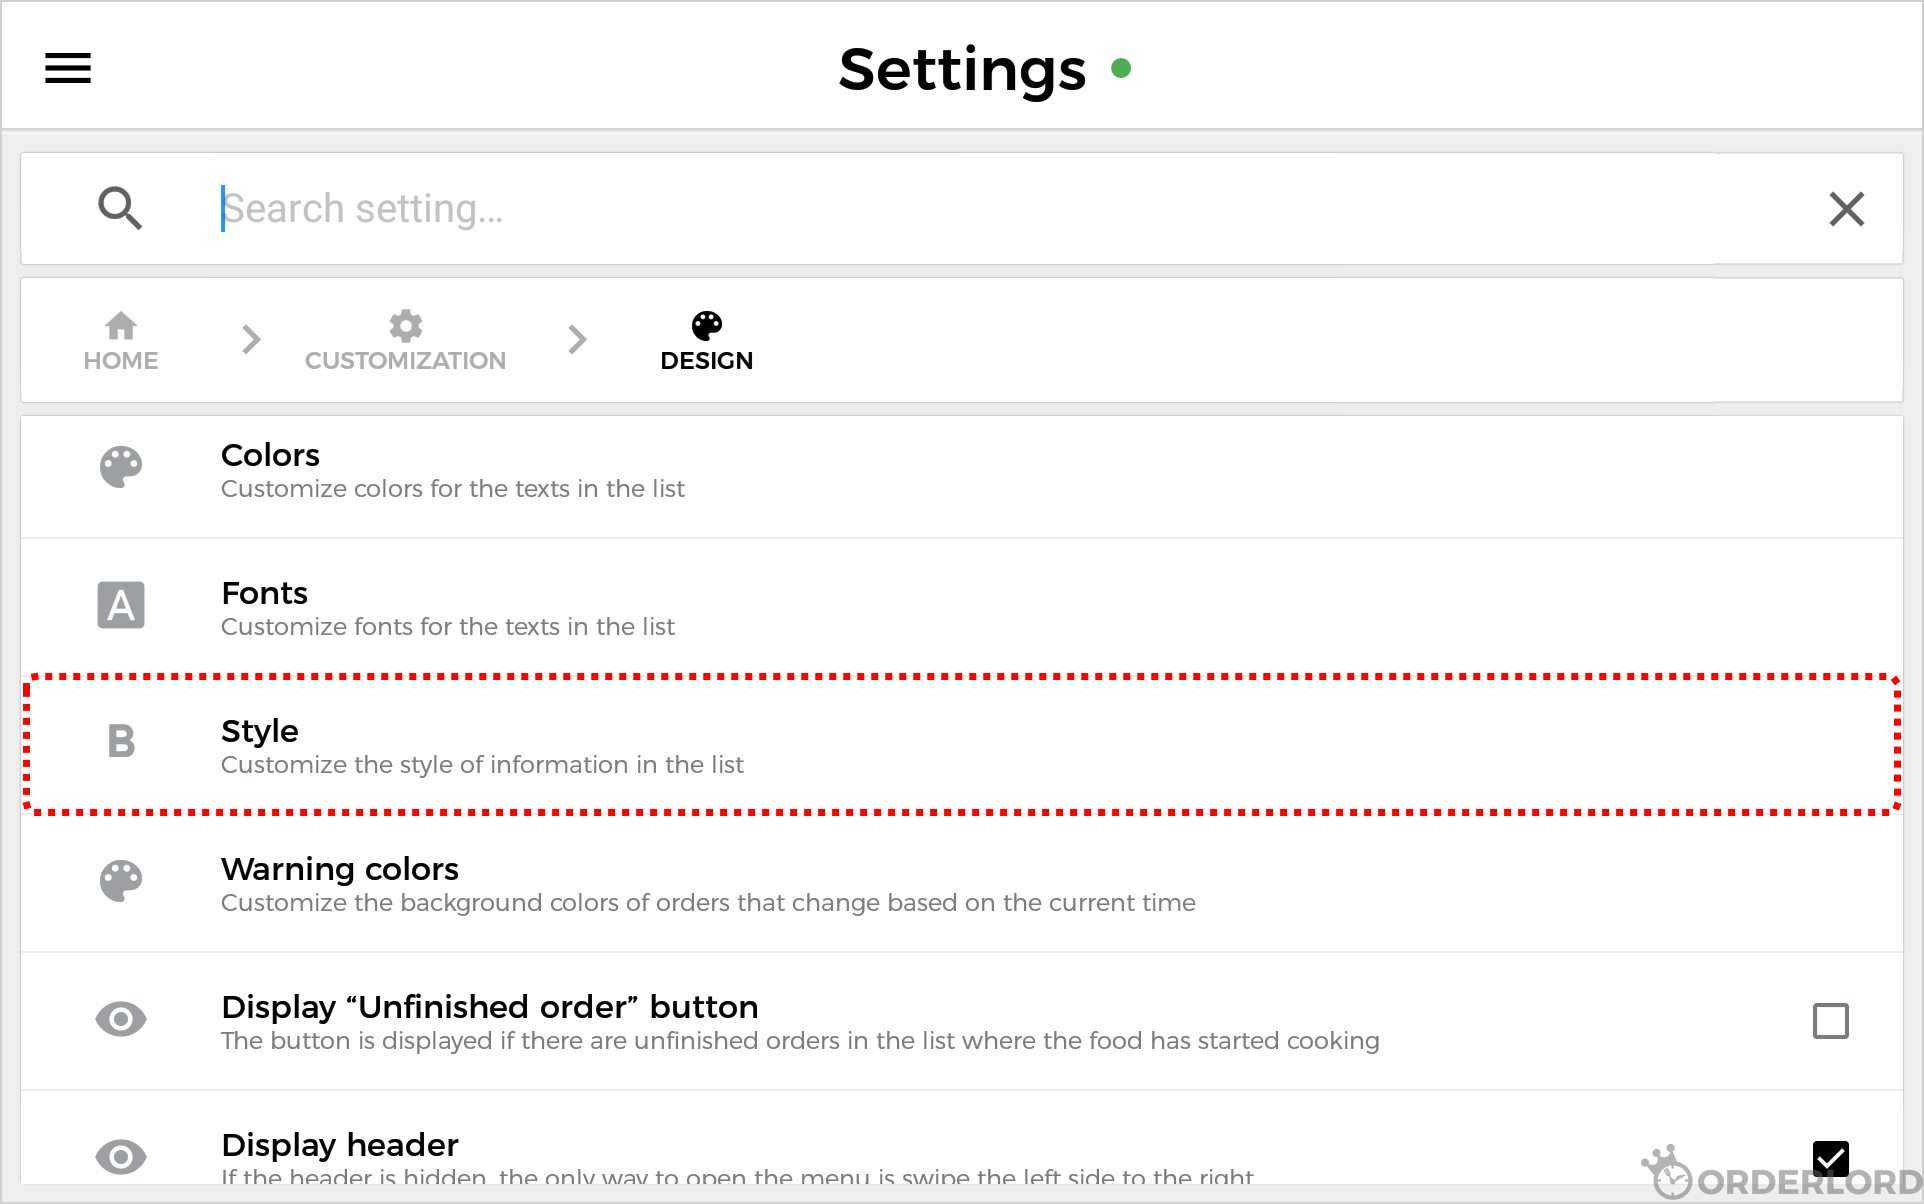 Settings
Search setting...
HOME
CUSTOMIZATION
DESIGN
Colors
Customize colors for the texts in the list
A
Fonts
Customize fonts for the texts in the list
B
Style
Customize the style of information in the list
Warning colors
Customize the background colors of orders that change based on the current time
Display “Unfinished order” button
The button is displayed if there are unfinished orders in the list where the food has started cooking
Display header
If the header is hidden, the only way to open the menu is swipe the left side to the right
ORDERLORD